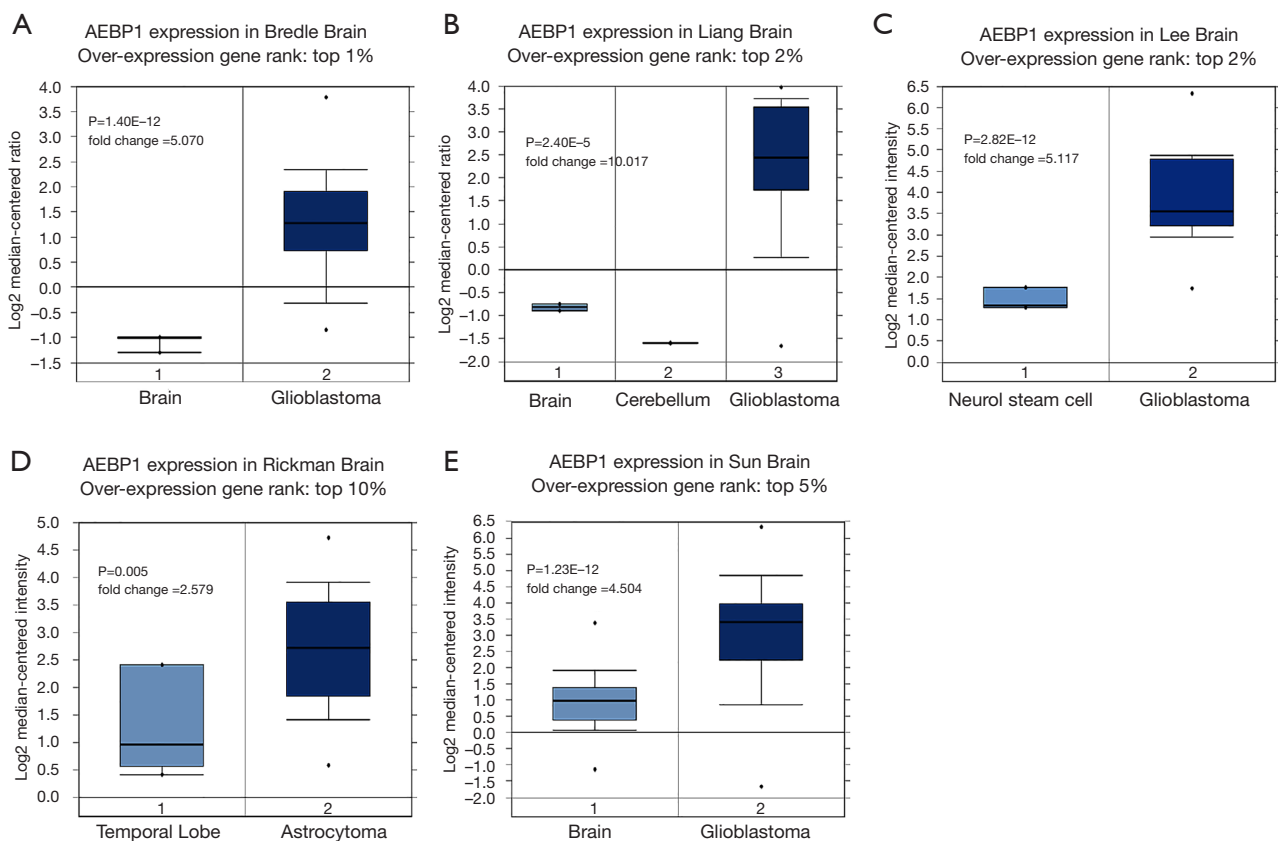 A
AEBP1 expression in Bredle Brain
Over-expression gene rank: top 1%
Log2 median-centered ratio
4.0
3.5
3.0
2.5
2.0
1.5
1.0
0.5
0.0
–0.5
–1.0
–1.5
P=1.40E–12
fold change =5.070
1
2
Brain
Glioblastoma
B
AEBP1 expression in Liang Brain
Over-expression gene rank: top 2%
Log2 median-centered ratio
4.0
3.5
3.0
2.5
2.0
1.5
1.0
0.5
0.0
–0.5
–1.0
–1.5
–2.0
P=2.40E–5
fold change =10.017
1
2
3
Brain
Cerebellum
Glioblastoma
C
AEBP1 expression in Lee Brain
Over-expression gene rank: top 2%
Log2 median-centered intensity
6.5
6.0
5.5
5.0
4.5
4.0
3.5
3.0
2.5
2.0
1.5
1.0
0.5
0.0
P=2.82E–12
fold change =5.117
1
2
Neurol steam cell
Glioblastoma
D
AEBP1 expression in Rickman Brain
Over-expression gene rank: top 10%
Log2 median-centered intensity
5.0
4.5
4.0
3.5
3.0
2.5
2.0
1.5
1.0
0.5
0.0
P=0.005
fold change =2.579
1
2
Temporal Lobe
Astrocytoma
E
AEBP1 expression in Sun Brain
Over-expression gene rank: top 5%
Log2 median-centered intensity
6.5
6.0
5.5
5.0
4.5
4.0
3.5
3.0
2.5
2.0
1.5
1.0
0.5
0.0
–0.5
–1.0
–1.5
–2.0
P=1.23E–12
fold change =4.504
1
2
Brain
Glioblastoma